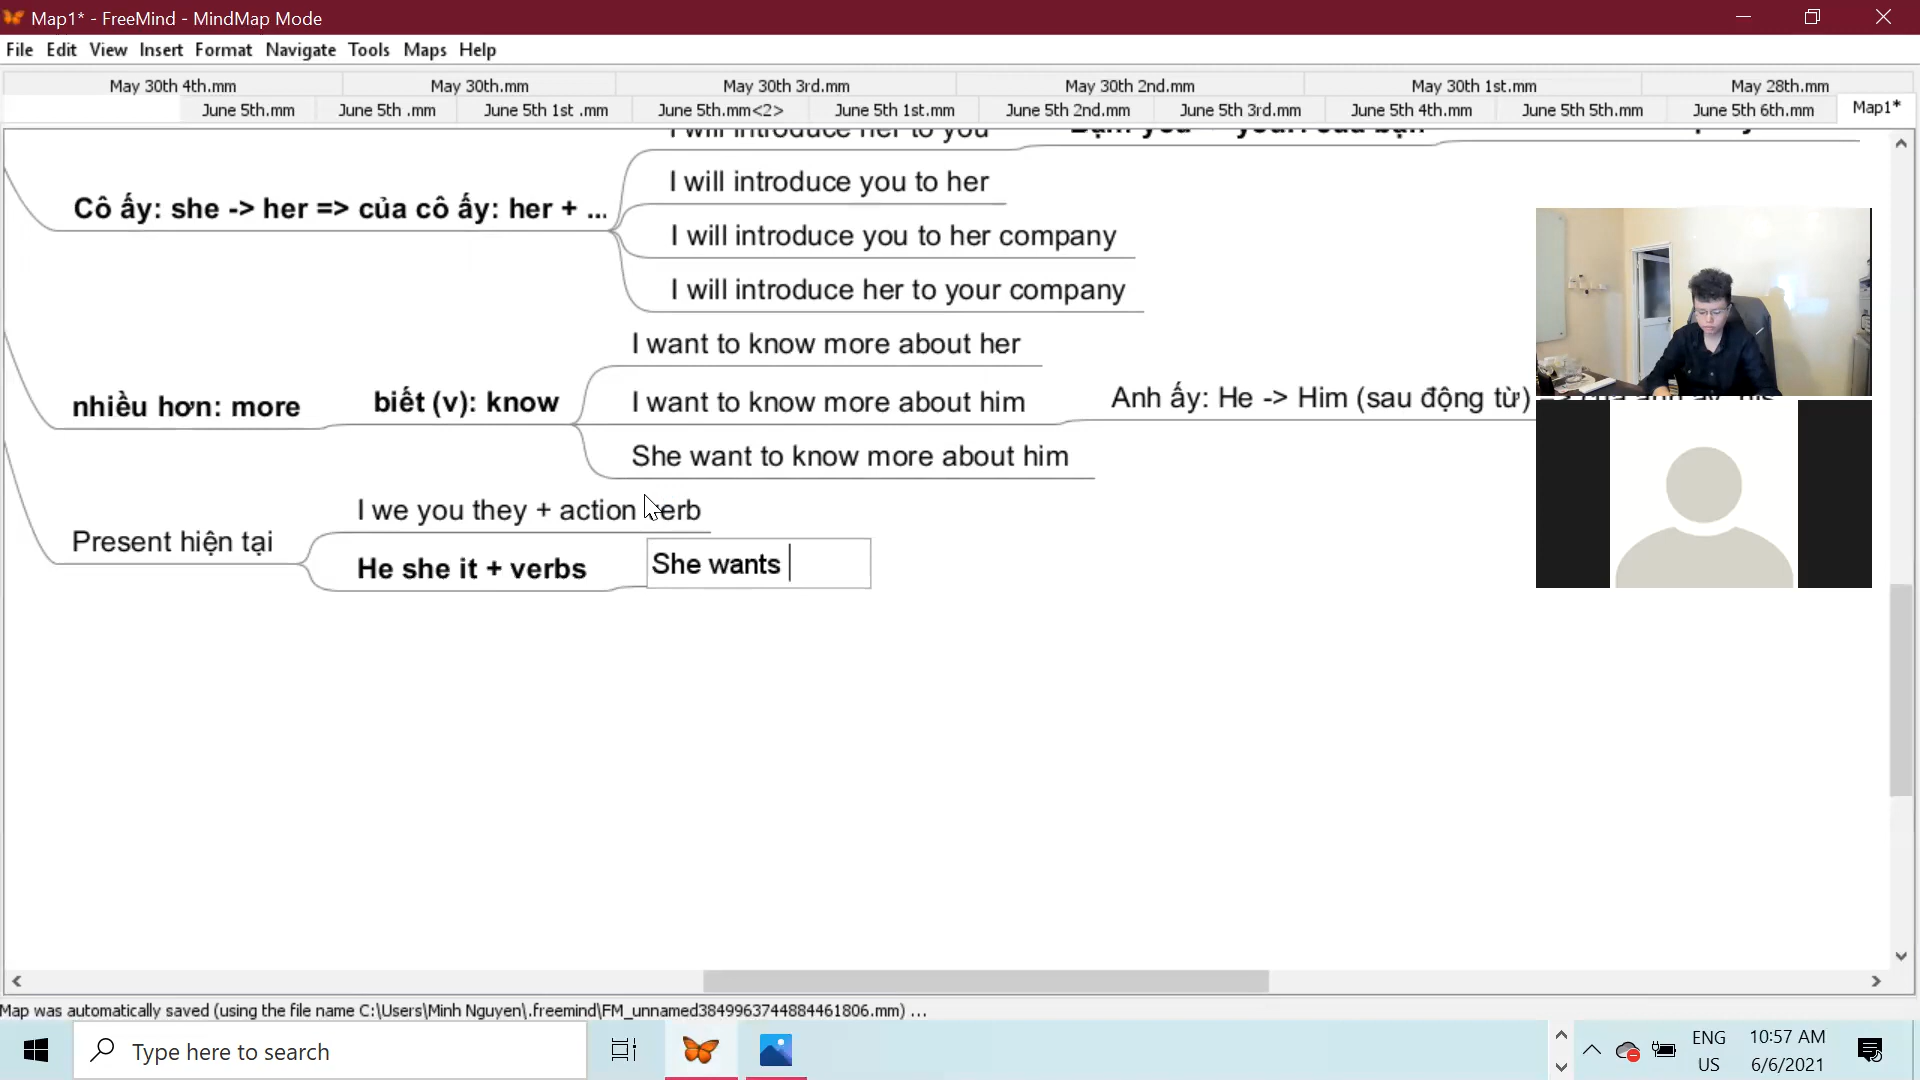 Map1* - FreeMind - MindMap Mode
File Edit View Insert Format Navigate Tools Maps Help
May 30th 4th.mm May 30th.mm May 30th 3rd.mm May 30th 2nd.mm May 30th 1st.mm May 28th.mm
June 5th.mm June 5th .mm June 5th 1st .mm June 5th.mm<2> June 5th 1st.mm June 5th 2nd.mm June 5th 3rd.mm June 5th 4th.mm June 5th 5th.mm June 5th 6th.mm Map1*
I will introduce her to you
I will introduce you to her
Cô ấy: she -> her => của cô ấy: her + ...
I will introduce you to her company
I will introduce her to your company
I want to know more about her
nhiều hơn: more biết (v): know I want to know more about him Anh ấy: He -> Him (sau động từ)
She want to know more about him
I we you they + action verb
Present hiện tại
He she it + verbs She wants
Map was automatically saved (using the file name C:\Users\Minh Nguyen\.freemind\FM_unnamed3849963744884461806.mm) ...
Type here to search
ENG
US
10:57 AM
6/6/2021